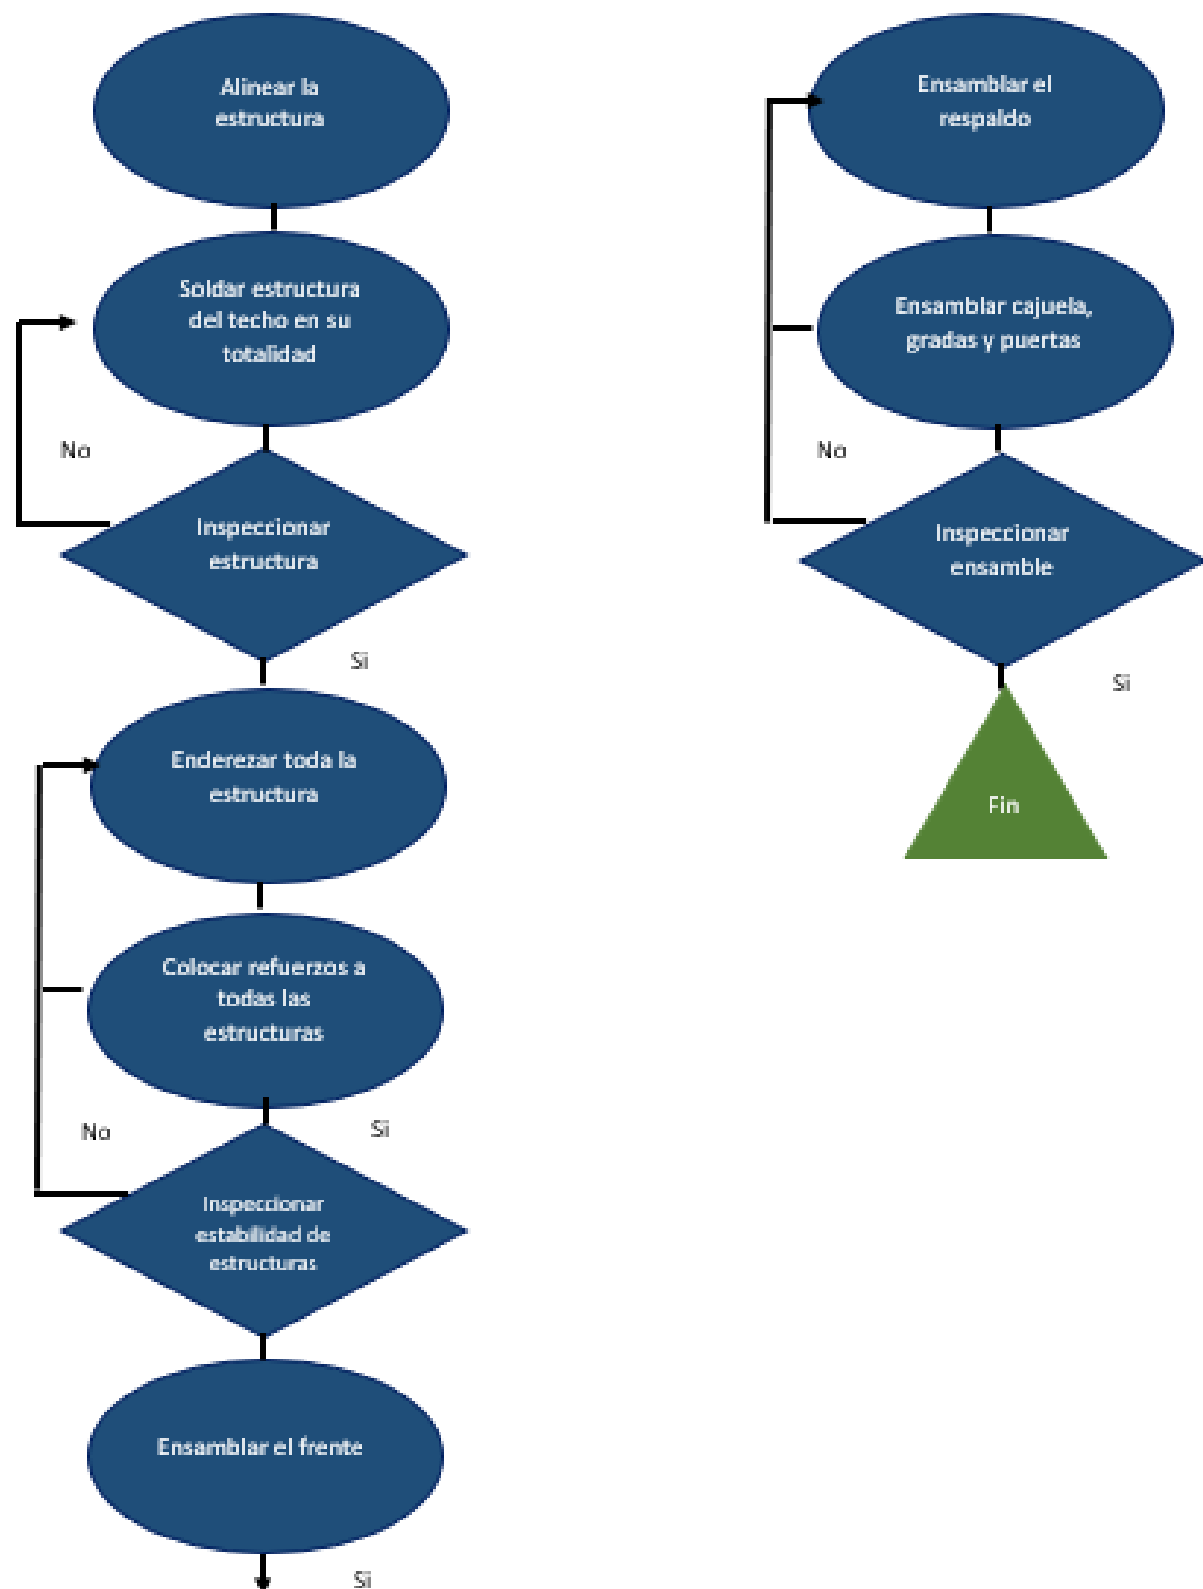 Alinear la
estructura
Soldar estructura
del techo en su
totalidad
No
Inspeccionar
estructura
Si
Enderezar toda la
estructura
Colocar refuerzos a
todas las
estructuras
No
Si
Inspeccionar
estabilidad de
estructuras
Ensamblar el frente
Si
Ensamblar el
respaldo
Ensamblar cajuela,
gradas y puertas
No
Inspeccionar
ensamble
Si
Fin